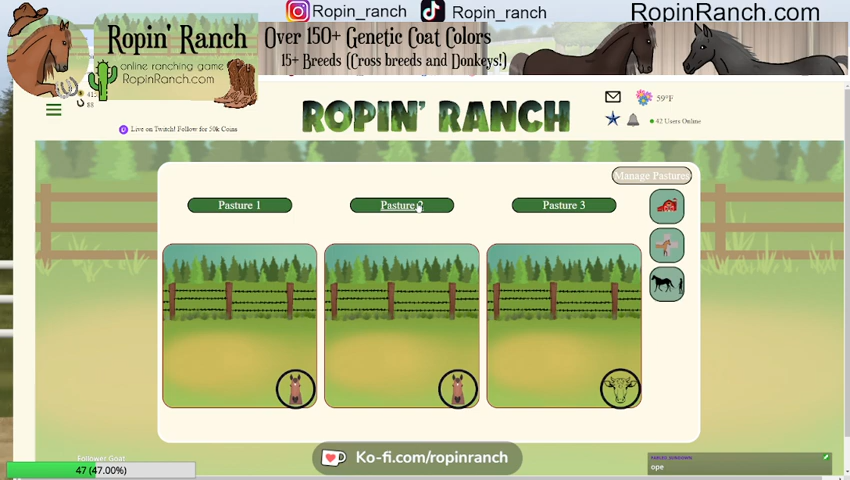 Ropin_ranch
Ropin_ranch
RopinRanch.com
Ropin' Ranch
online ranching game
RopinRanch.com
Over 150+ Genetic Coat Colors
15+ Breeds (Cross breeds and Donkeys!)
88
Live on Twitch! Follow for 50k Coins
ROPIN' RANCH
59°F
42 Users Online
Manage Pastures
Pasture 1
Pasture 2
Pasture 3
Follower Goat
47 (47.00%)
Ko-fi.com/ropinranch
ope